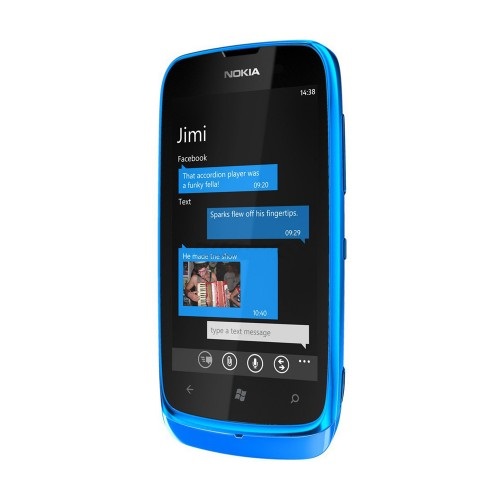 NOKIA
14:38
Jimi
Facebook
That accordion player was
a funky fella!
09:20
Text
Sparks flew off his fingertips.
09:29
He made the show
10:40
type a text message